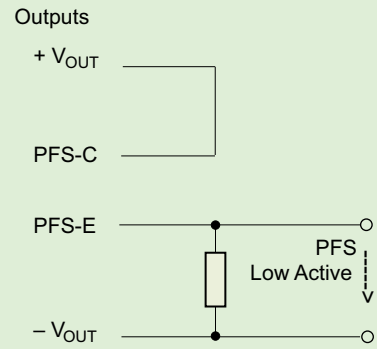 Outputs
+ VOUT
PFS-C
PFS-E
PFS
Low Active
– VOUT